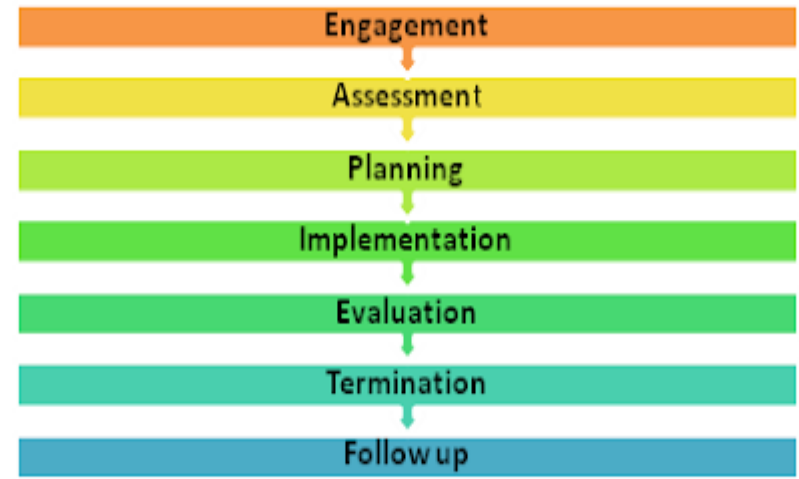 Engagement
Assessment
Planning
Implementation
Evaluation
Termination
Follow up